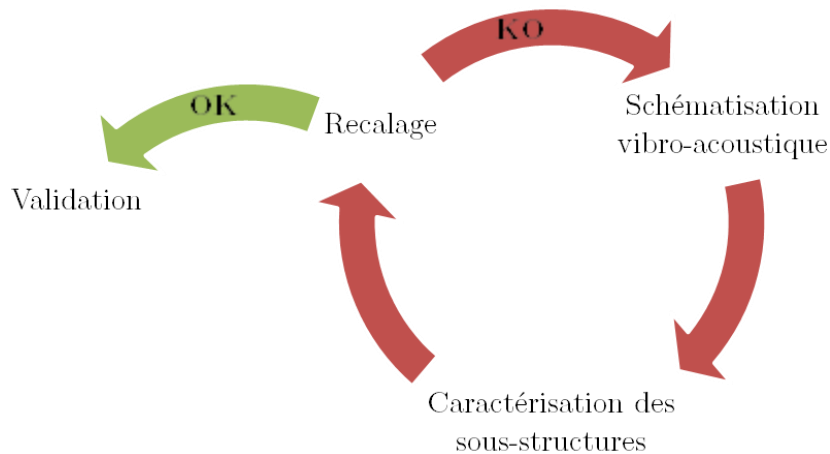 KO
OK
Schématisation
vibro-acoustique
Recalage
Validation
Caractérisation des
sous-structures